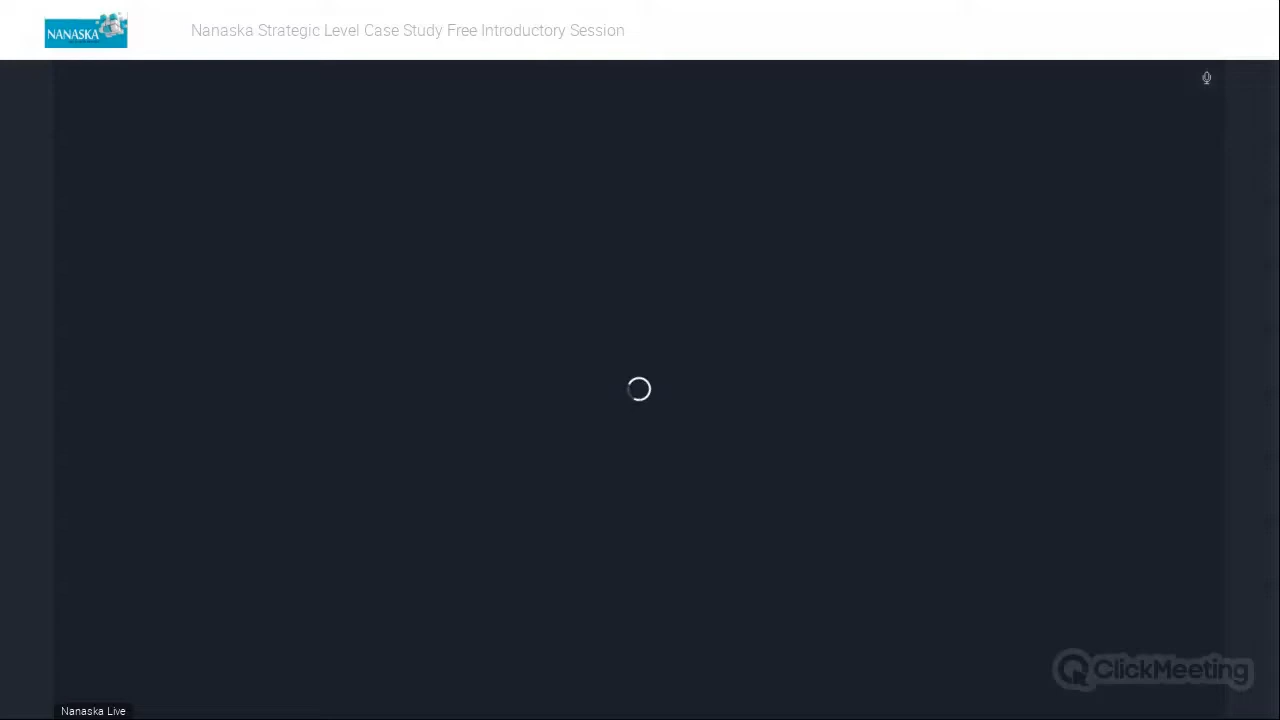 NANASKA
Nanaska Strategic Level Case Study Free Introductory Session
ClickMeeting
Nanaska Live